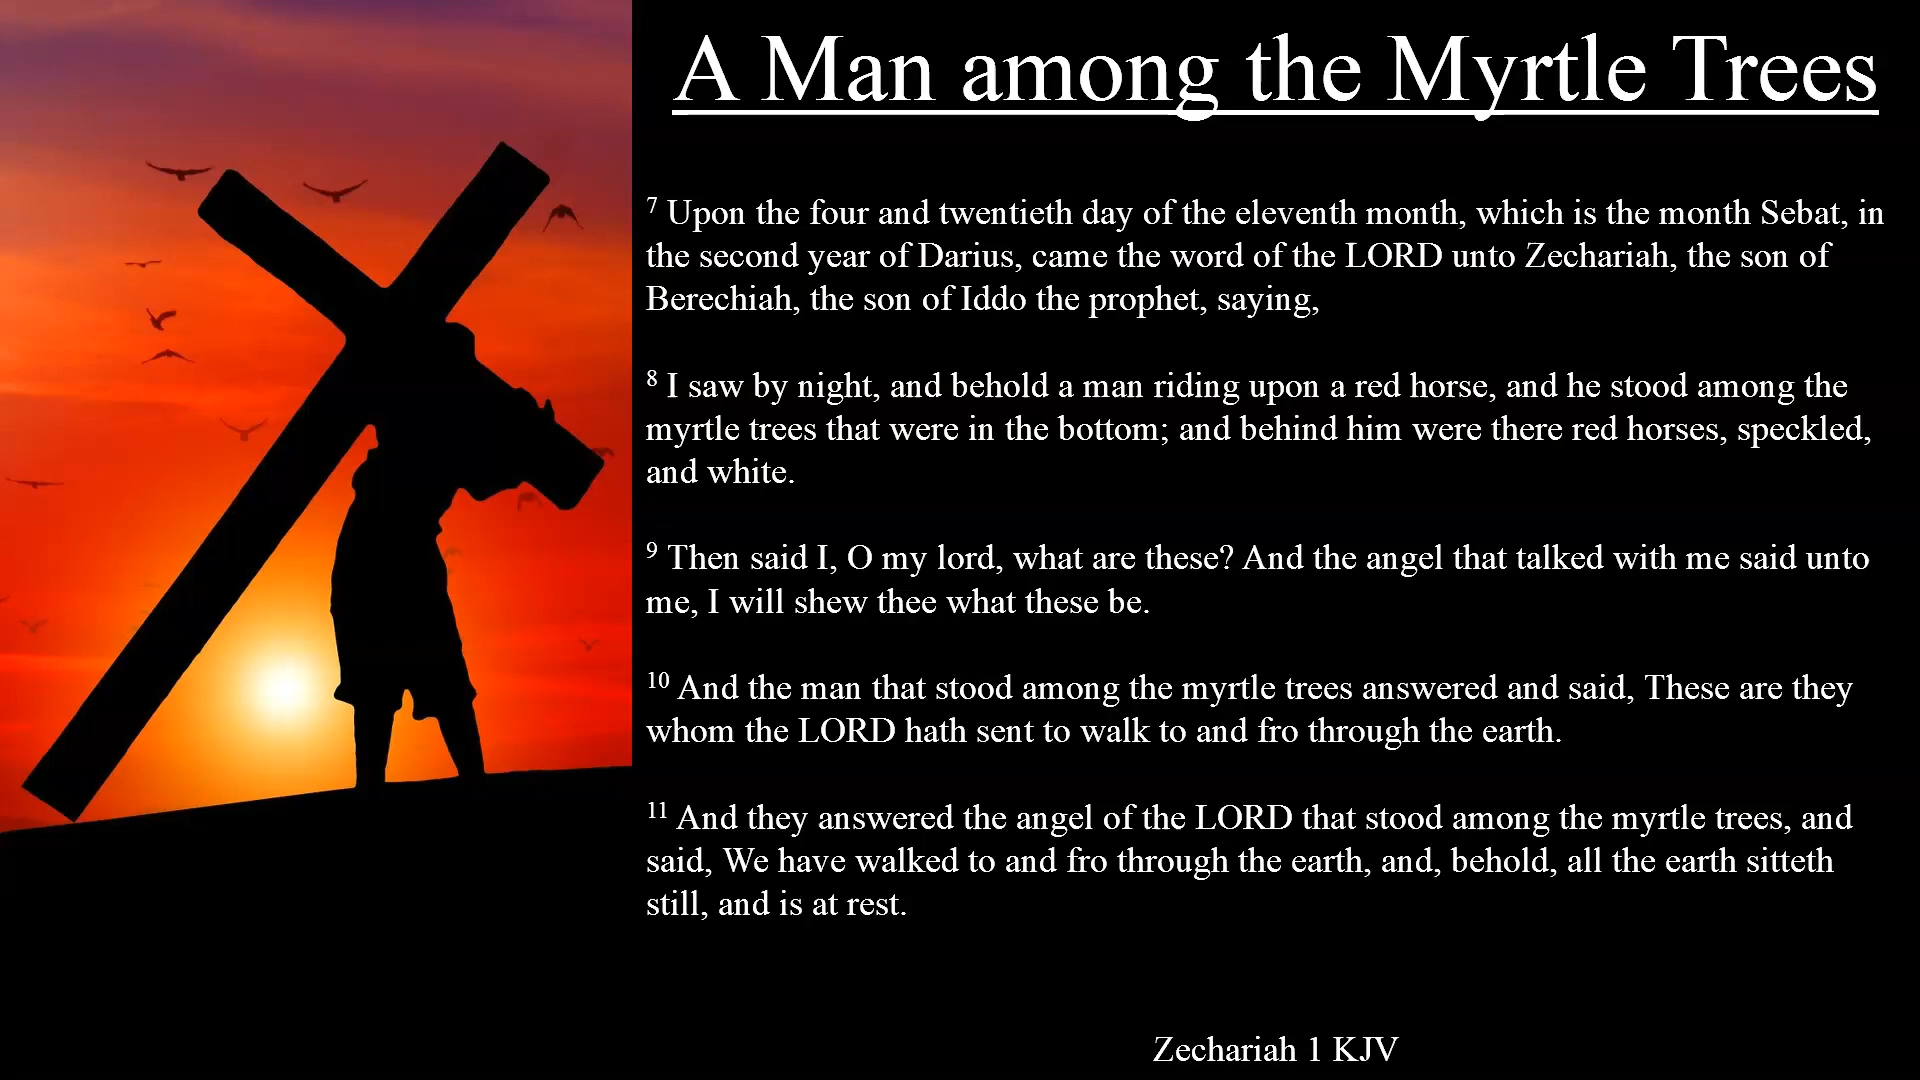 A Man among the Myrtle Trees
7 Upon the four and twentieth day of the eleventh month, which is the month Sebat, in
the second year of Darius, came the word of the LORD unto Zechariah, the son of
Berechiah, the son of Iddo the prophet, saying,
8 I saw by night, and behold a man riding upon a red horse, and he stood among the
myrtle trees that were in the bottom; and behind him were there red horses, speckled,
and white.
9 Then said I, O my lord, what are these? And the angel that talked with me said unto
me, I will shew thee what these be.
10 And the man that stood among the myrtle trees answered and said, These are they
whom the LORD hath sent to walk to and fro through the earth.
11 And they answered the angel of the LORD that stood among the myrtle trees, and
said, We have walked to and fro through the earth, and, behold, all the earth sitteth
still, and is at rest.
Zechariah 1 KJV